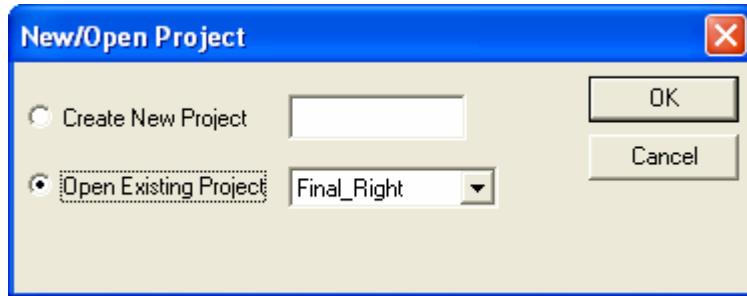 New/Open Project
Create New Project
OK
Cancel
Open Existing Project
Final_Right